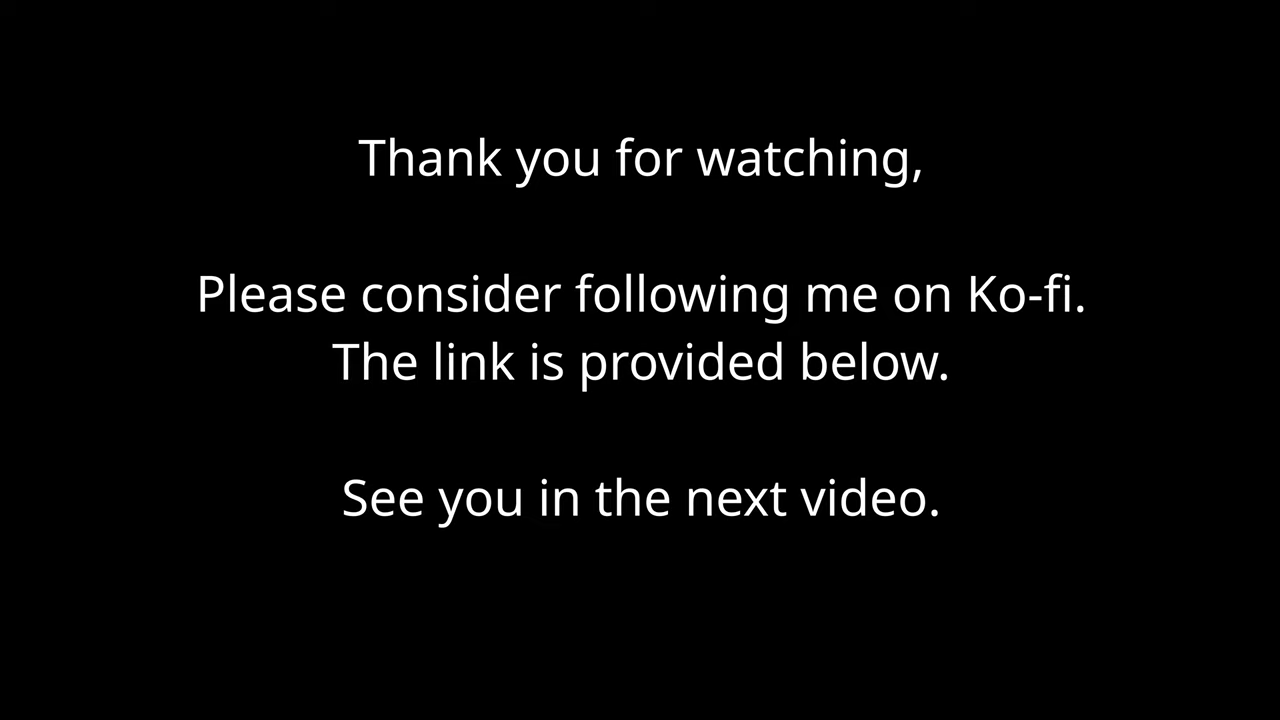 Thank you for watching,
Please consider following me on Ko-fi.
The link is provided below.
See you in the next video.